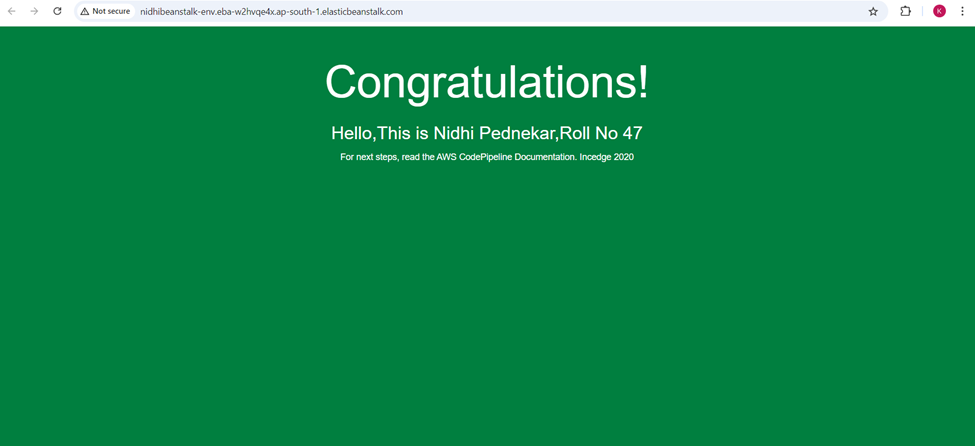 Not secure
nidhibeanstalk-env.eba-w2hvqe4x.ap-south-1.elasticbeanstalk.com
K
Congratulations!
Hello,This is Nidhi Pednekar,Roll No 47
For next steps, read the AWS CodePipeline Documentation. Incedge 2020